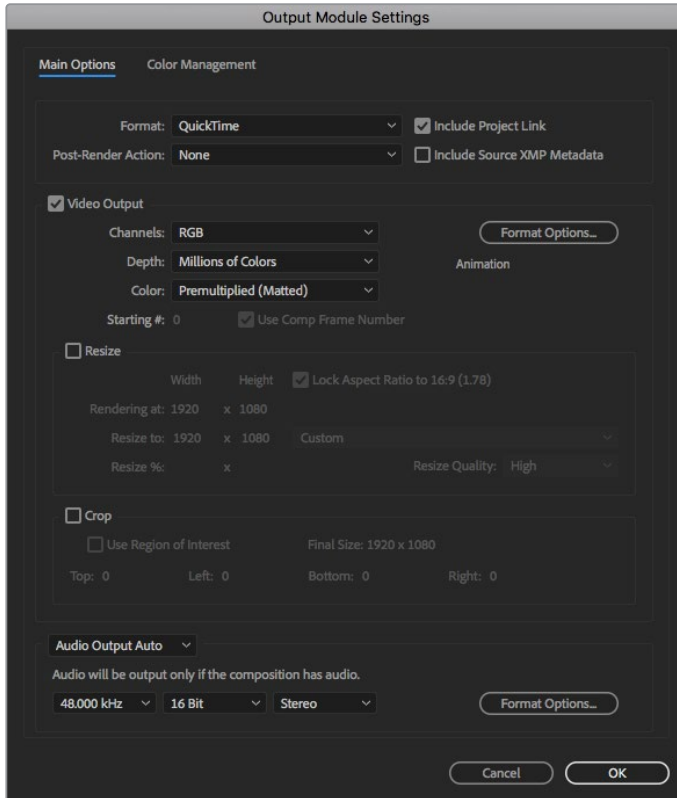 Output Module Settings
Main Options Color Management
Format: QuickTime Include Project Link
Post-Render Action: None Include Source XMP Metadata
Video Output
Channels: RGB Format Options...
Depth: Millions of Colors Animation
Color: Premultiplied (Matted)
Starting #: 0 Use Comp Frame Number
Resize
Width Height Lock Aspect Ratio to 16:9 (1.78)
Rendering at: 1920 x 1080
Resize to: 1920 x 1080 Custom
Resize %: x Resize Quality: High
Crop
Use Region of Interest Final Size: 1920 x 1080
Top: 0 Left: 0 Bottom: 0 Right: 0
Audio Output Auto
Audio will be output only if the composition has audio.
48.000 kHz 16 Bit Stereo Format Options...
Cancel OK